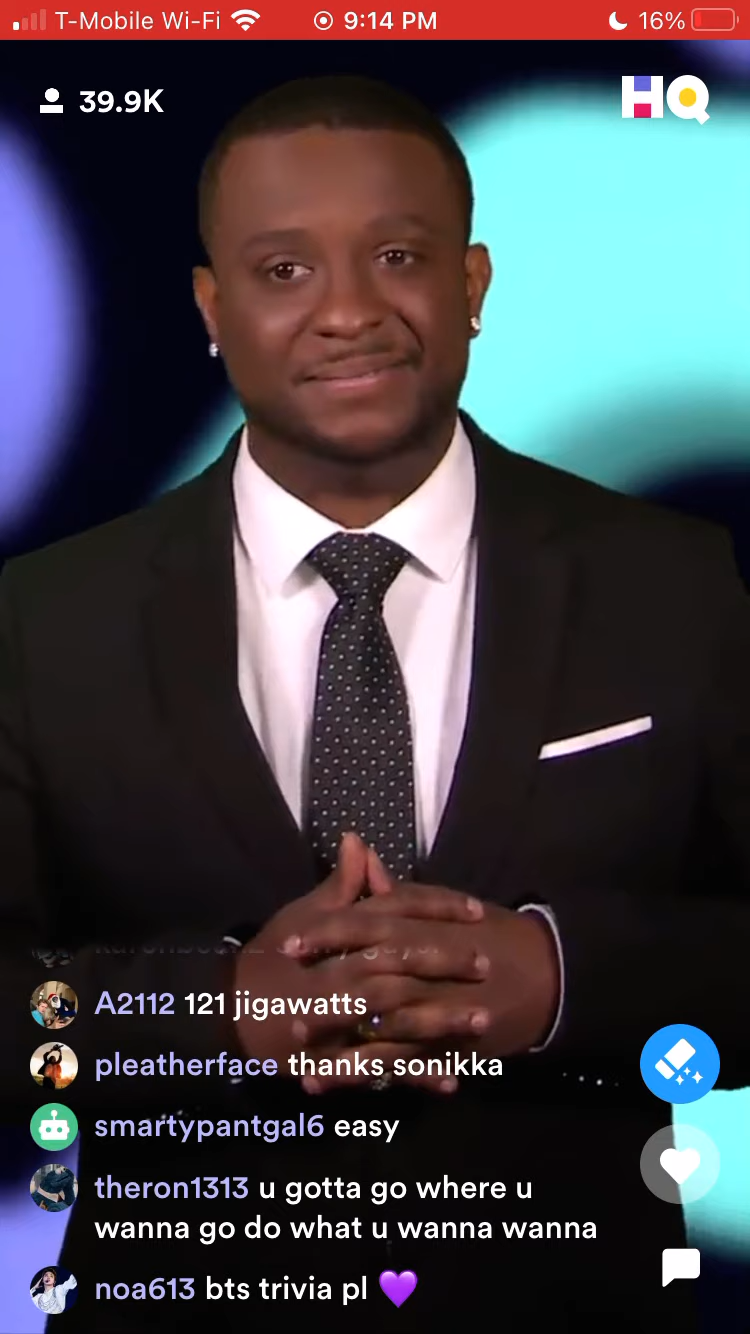 T-Mobile Wi-Fi 9:14 PM 16%
39.9K HQ
A2112 121 jigawatts
pleatherface thanks sonikka
smartypantgal6 easy
theron1313 u gotta go where u
wanna go do what u wanna wanna
noa613 bts trivia pl 💜